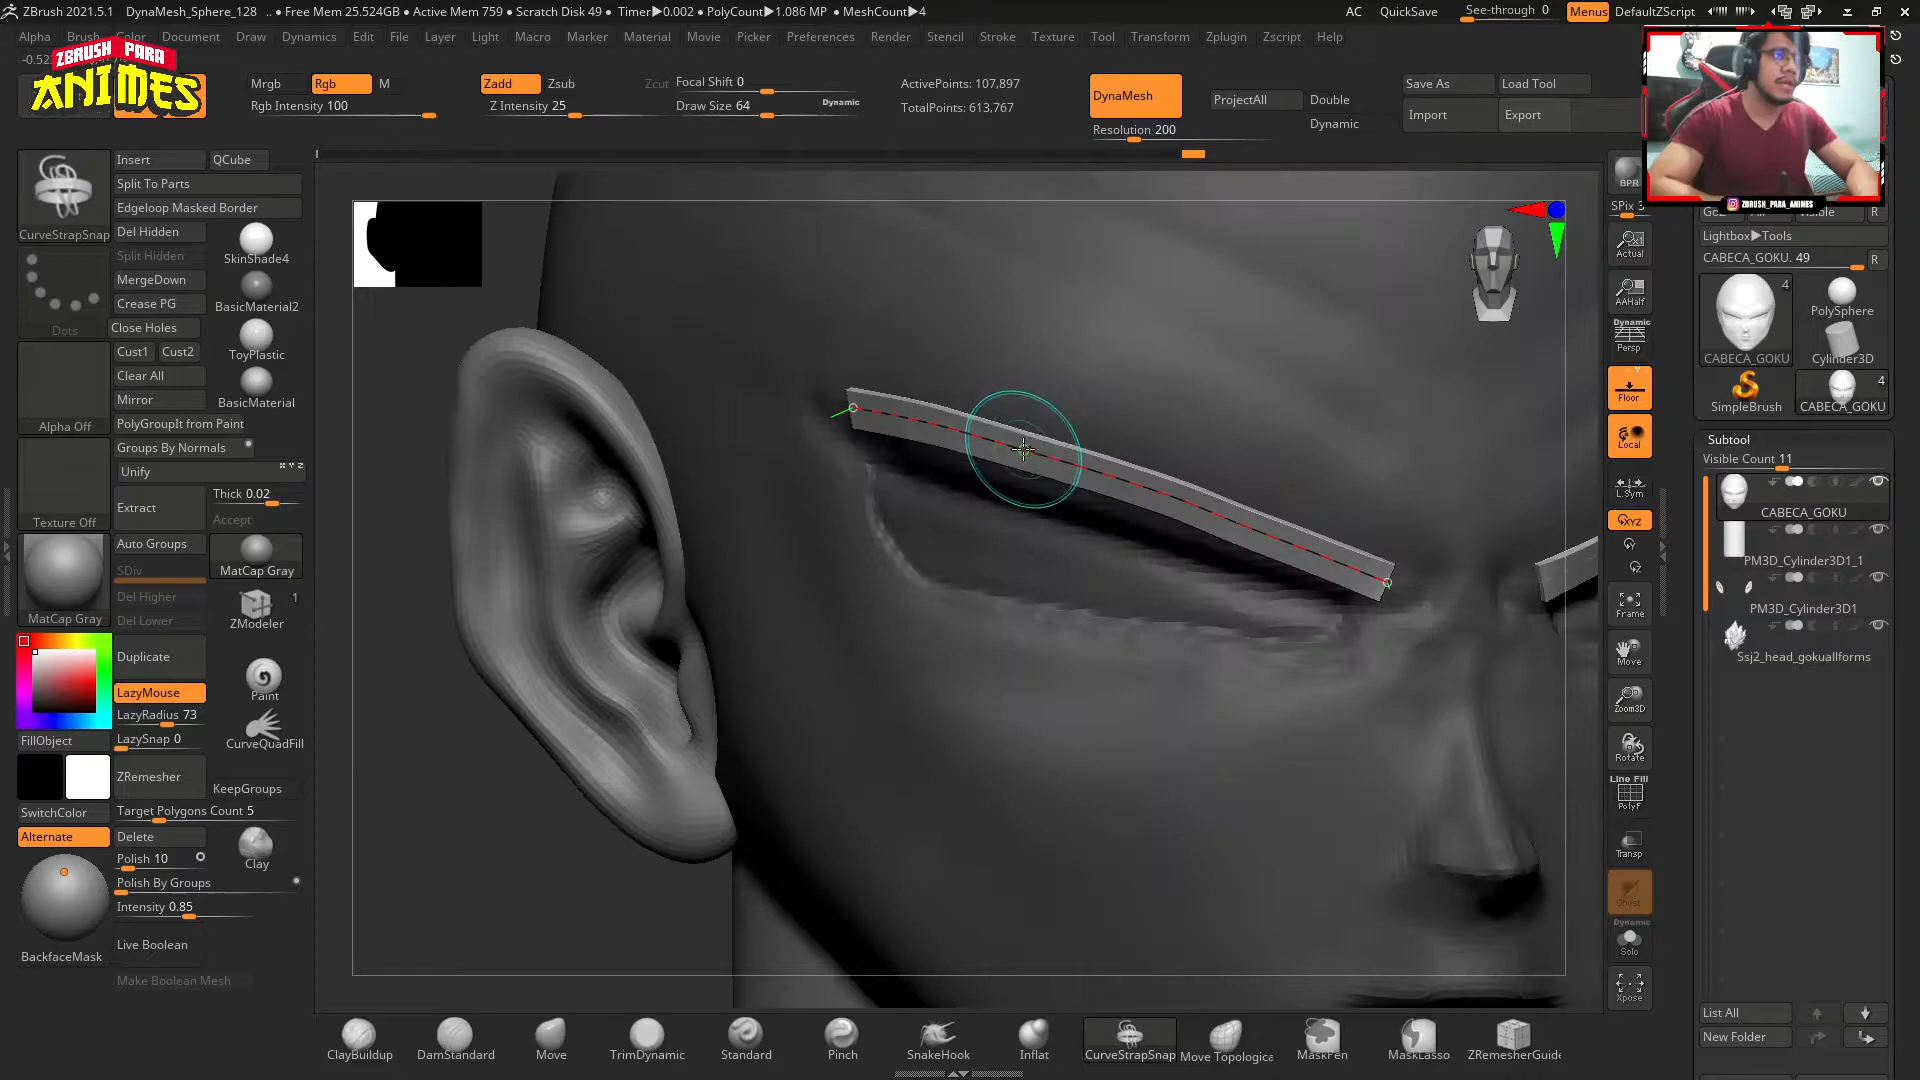 ZBrush 2021.5.1 DynaMesh_Sphere_128 .. ● Free Mem 25.524GB ● Active Mem 759 ● Scratch Disk 49 ● Timer▶0.002 ● PolyCount▶1.086 MP ● MeshCount▶4 AC QuickSave See-through 0 Menus DefaultZScript
Alpha Brush Color Document Draw Dynamics Edit File Layer Light Macro Marker Material Movie Picker Preferences Render Stencil Stroke Texture Tool Transform Zplugin Zscript Help
ZBRUSH PARA
ANIMES
Mrgb Rgb M
Rgb Intensity 100
Zadd Zsub Zcut
Z Intensity 25
Focal Shift 0
Draw Size 64
Dynamic
ActivePoints: 107,897
TotalPoints: 613,767
DynaMesh
Resolution 200
ProjectAll
Double
Dynamic
Save As Load Tool
Import Export
ZBRUSH_PARA_ANIMES
CurveStrapSnap
Dots
Alpha Off
Texture Off
MatCap Gray
FillObject
SwitchColor
Alternate
BackfaceMask
Insert QCube
Split To Parts
Edgeloop Masked Border
Del Hidden
Split Hidden
SkinShade4
MergeDown
Crease PG
BasicMaterial2
Close Holes
Cust1 Cust2
ToyPlastic
Clear All
Mirror
BasicMaterial
PolyGroupIt from Paint
Groups By Normals
Unify
X Y Z
Extract
Thick 0.02
Accept
Auto Groups
SDiv
MatCap Gray
Del Higher
Del Lower
1
ZModeler
Duplicate
LazyMouse
LazyRadius 73
LazySnap 0
Paint
CurveQuadFill
ZRemesher
KeepGroups
Target Polygons Count 5
Delete
Polish 10
Clay
Polish By Groups
Intensity 0.85
Live Boolean
Make Boolean Mesh
BPR
SPix 3
Actual
AAHalf
Dynamic
Persp
Floor
Local
L.Sym
XYZ
Y
Z
Frame
Move
Zoom3D
Rotate
Line Fill
PolyF
Transp
Ghost
Dynamic
Solo
Xpose
Visible R
Lightbox▶Tools
CABECA_GOKU. 49 R
4
CABECA_GOKU
PolySphere
Cylinder3D
SimpleBrush
4
CABECA_GOKU
Subtool
Visible Count 11
CABECA_GOKU
PM3D_Cylinder3D1_1
PM3D_Cylinder3D1
Ssj2_head_gokuallforms
List All
New Folder
ClayBuildup DamStandard Move TrimDynamic Standard Pinch SnakeHook Inflat CurveStrapSnap Move Topologica MaskPen MaskLasso ZRemesherGuide